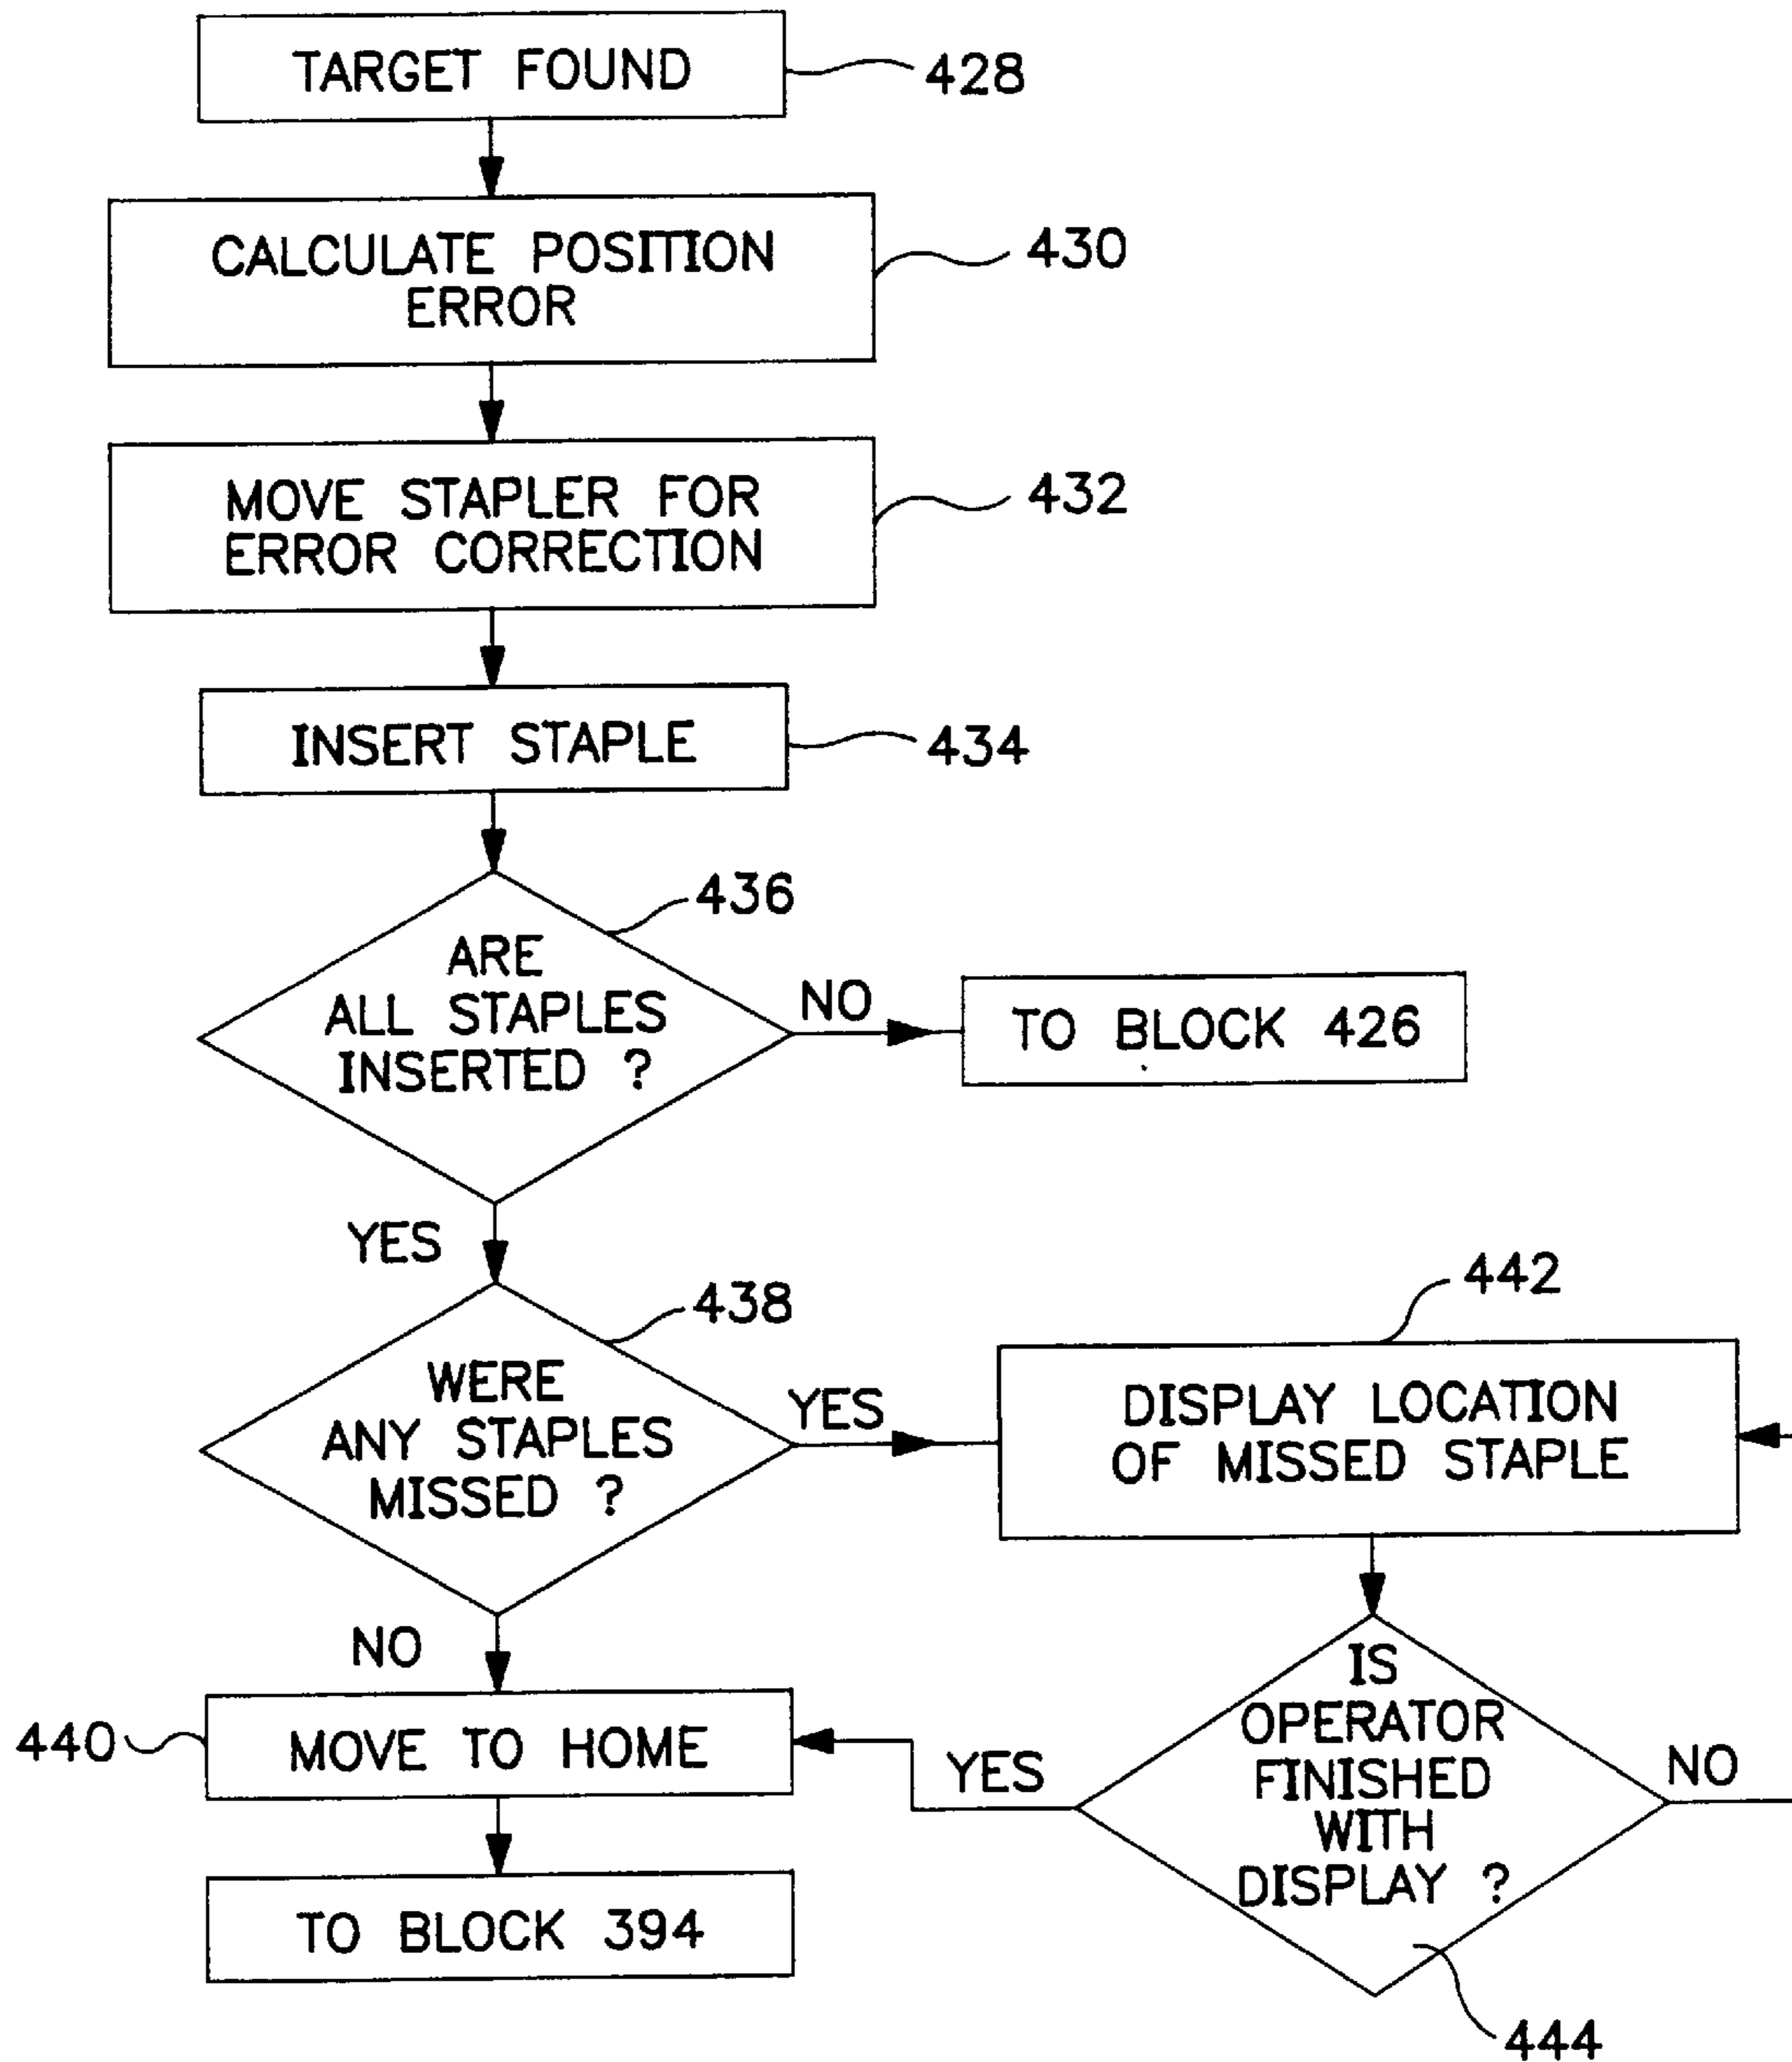 TARGET FOUND
428
CALCULATE POSITION
ERROR
430
MOVE STAPLER FOR
ERROR CORRECTION
432
INSERT STAPLE
434
436
ARE
ALL STAPLES
INSERTED ?
NO
TO BLOCK 426
YES
438
WERE
ANY STAPLES
MISSED ?
YES
442
DISPLAY LOCATION
OF MISSED STAPLE
NO
440
MOVE TO HOME
YES
IS
OPERATOR
FINISHED
WITH
DISPLAY ?
NO
TO BLOCK 394
444